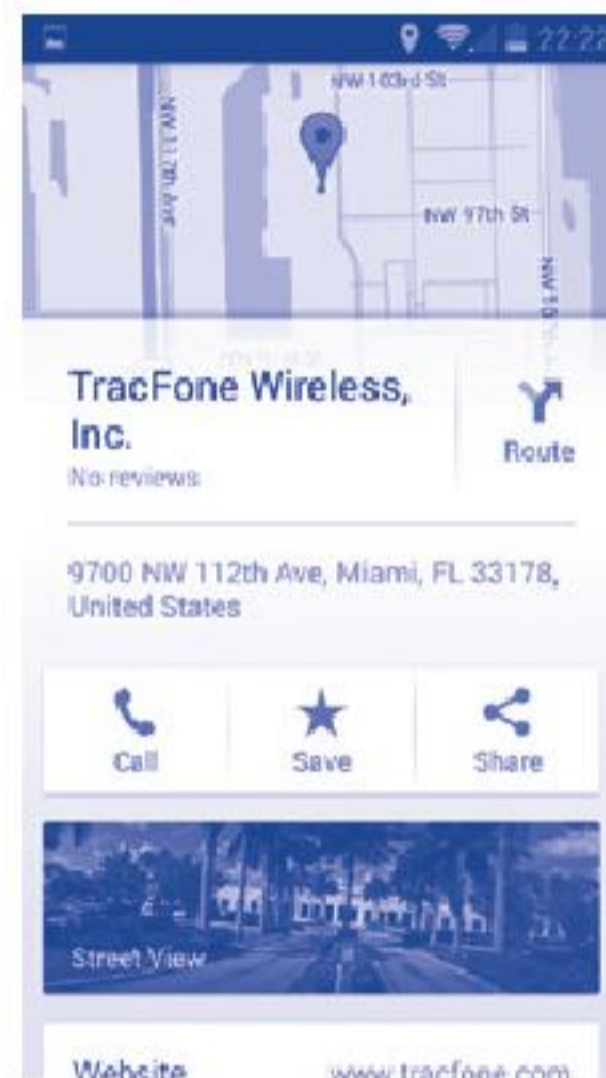 22:22
NW 103rd St
NW 117th Ave
NW 97th St
TracFone Wireless,
Inc.
Route
No reviews
9700 NW 112th Ave, Miami, FL 33178,
United States
Call
Save
Share
Street View
Website
www.tracfone.com